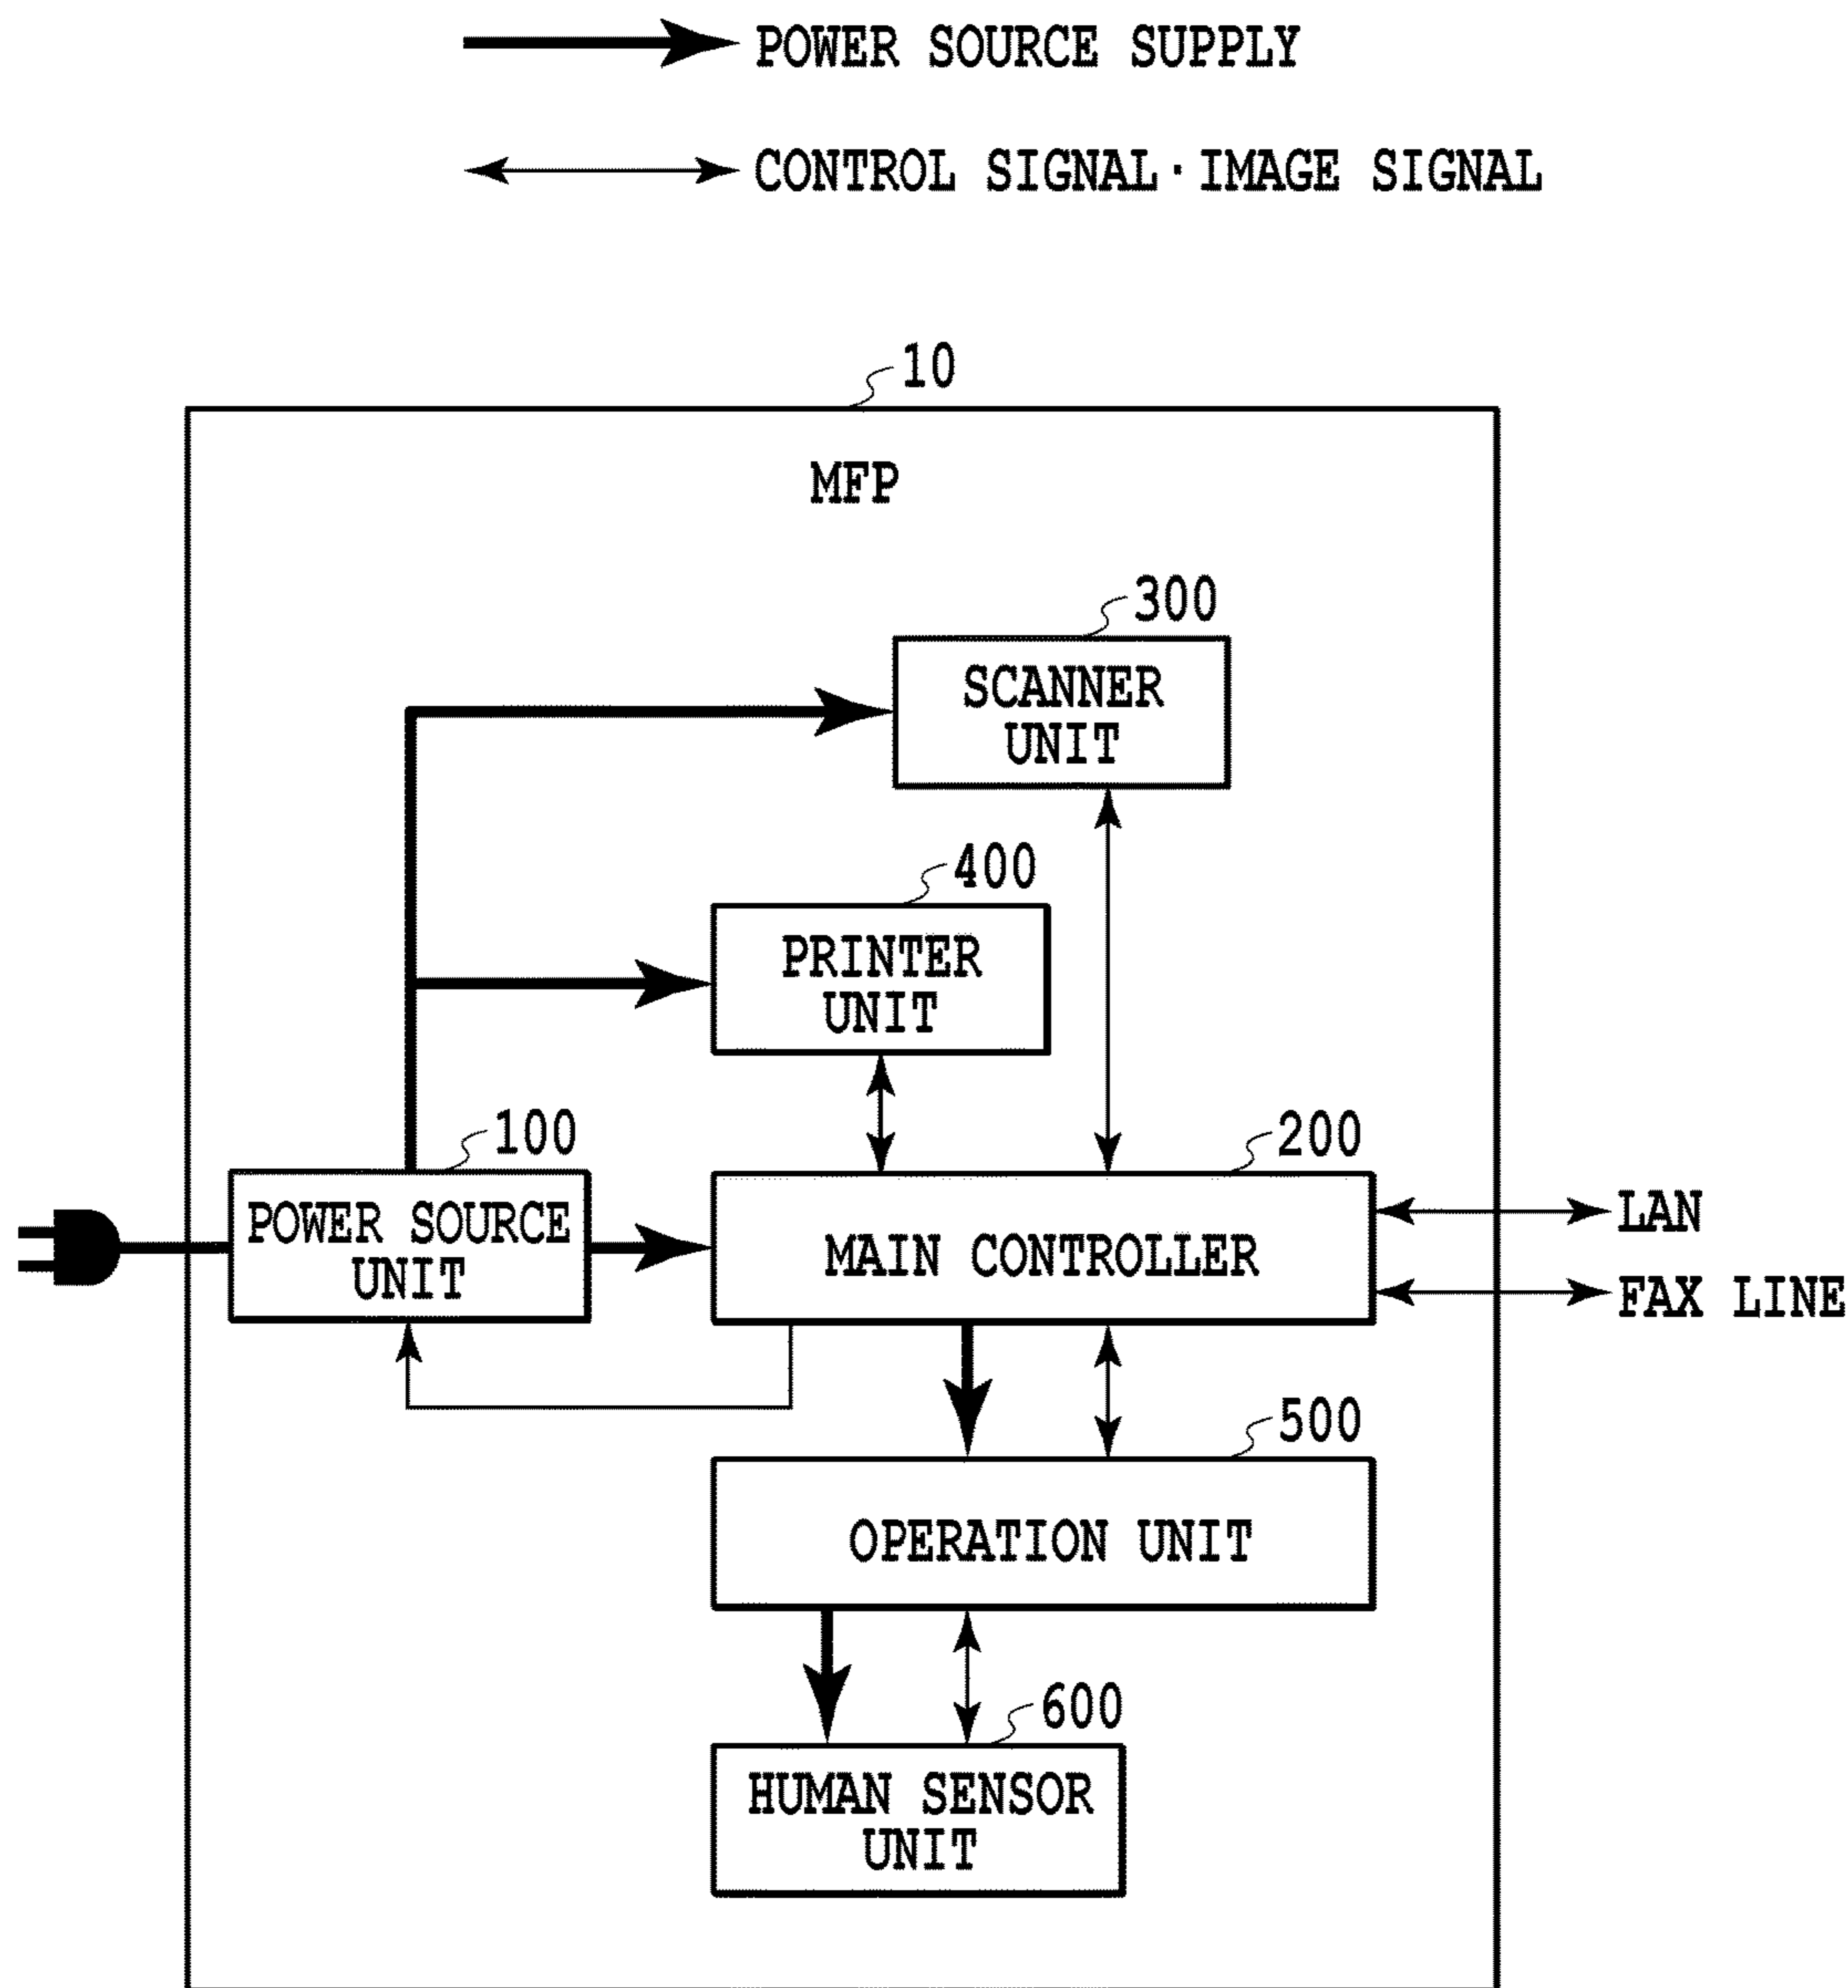 POWER SOURCE SUPPLY
CONTROL SIGNAL·IMAGE SIGNAL
10
MFP
300
SCANNER
UNIT
400
PRINTER
UNIT
100
POWER SOURCE
UNIT
200
MAIN CONTROLLER
LAN
FAX LINE
500
OPERATION UNIT
600
HUMAN SENSOR
UNIT